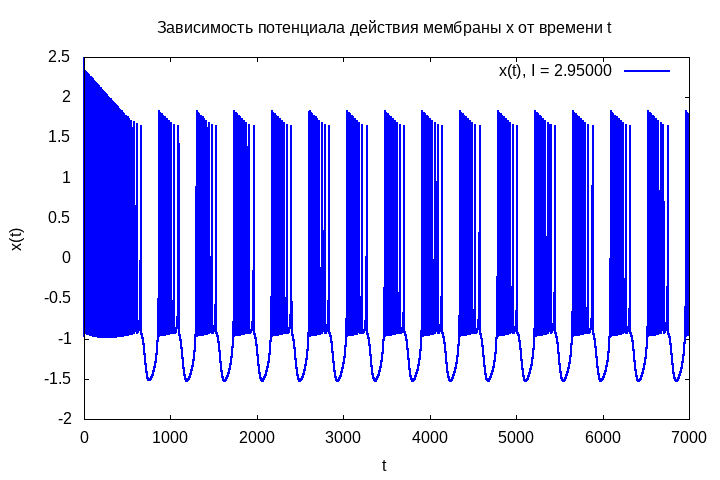 Зависимость потенциала действия мембраны x от времени t
x(t), I = 2.95000
2.5
2
1.5
1
0.5
0
-0.5
-1
-1.5
-2
x(t)
0 1000 2000 3000 4000 5000 6000 7000
t